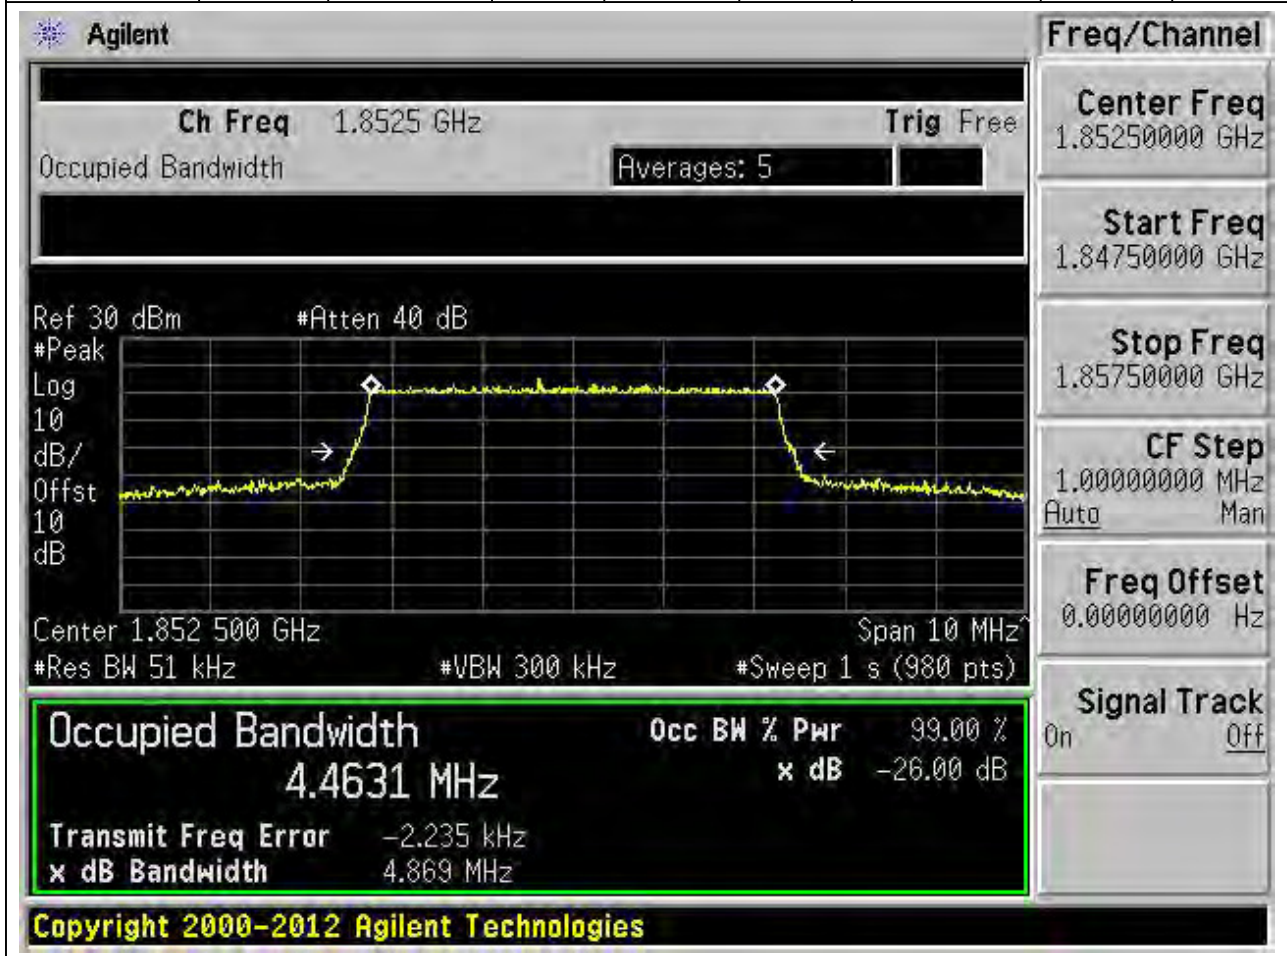 Agilent
Freq/Channel
Ch Freq 1.8525 GHz Trig Free
Occupied Bandwidth Averages: 5
Center Freq
1.85250000 GHz
Start Freq
1.84750000 GHz
Stop Freq
1.85750000 GHz
CF Step
1.00000000 MHz
Auto Man
Freq Offset
0.00000000 Hz
Signal Track
On Off
Ref 30 dBm #Atten 40 dB
#Peak
Log
10
dB/
Offst
10
dB
Center 1.852 500 GHz Span 10 MHz^
#Res BW 51 kHz #VBW 300 kHz #Sweep 1 s (980 pts)
Occupied Bandwidth Occ BW % Pwr 99.00 %
4.4631 MHz x dB -26.00 dB
Transmit Freq Error -2.235 kHz
x dB Bandwidth 4.869 MHz
Copyright 2000-2012 Agilent Technologies